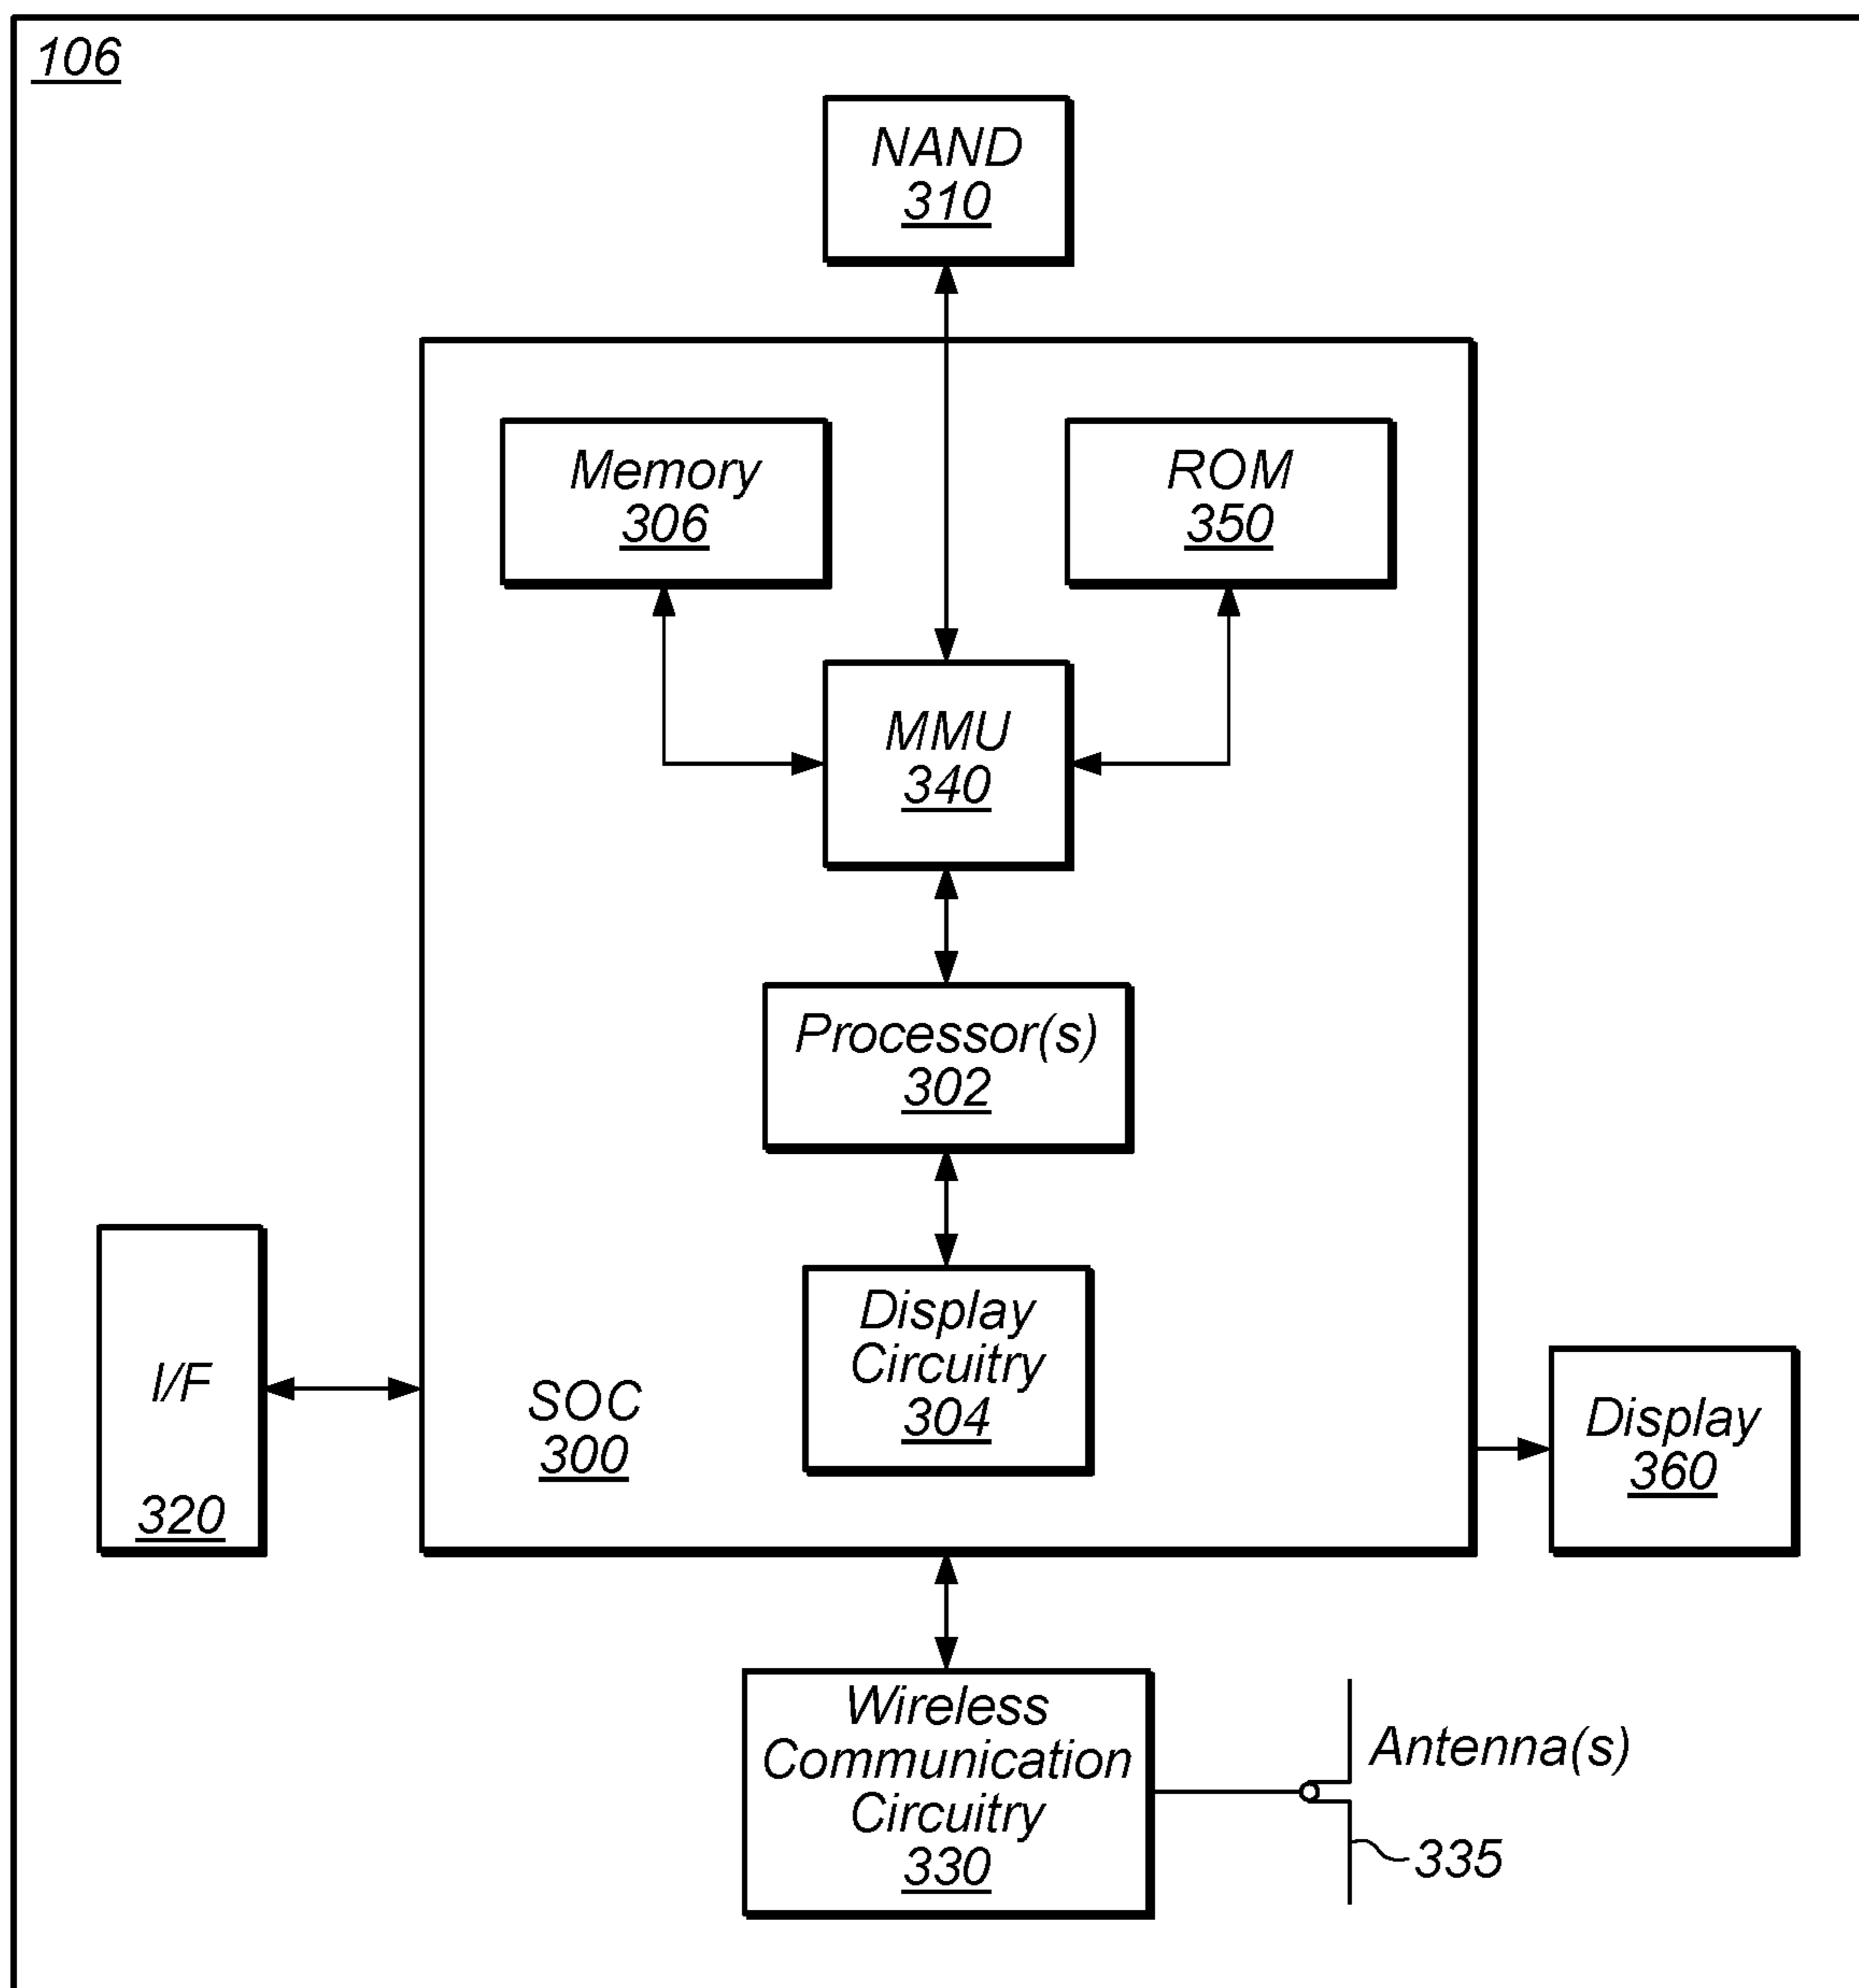 106
NAND
310
Memory
306
ROM
350
MMU
340
Processor(s)
302
Display
Circuitry
304
I/F
320
SOC
300
Display
360
Wireless
Communication
Circuitry
330
Antenna(s)
335